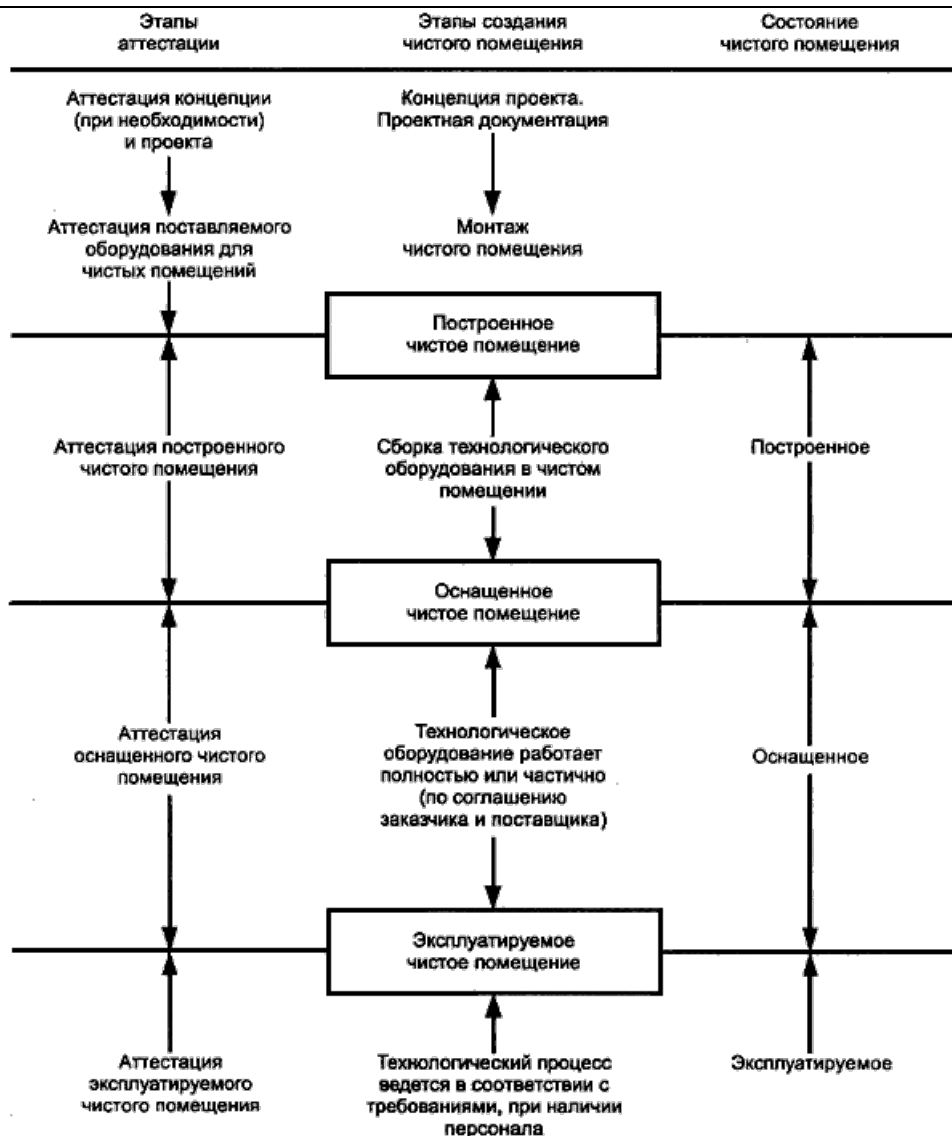 Этапы
аттестации
Этапы создания
чистого помещения
Состояние
чистого помещения
Аттестация концепции
(при необходимости)
и проекта
Концепция проекта.
Проектная документация
Аттестация поставляемого
оборудования для
чистых помещений
Монтаж
чистого помещения
Построенное
чистое помещение
Аттестация построенного
чистого помещения
Сборка технологического
оборудования в чистом
помещении
Построенное
Оснащенное
чистое помещение
Аттестация
оснащенного чистого
помещения
Технологическое
оборудование работает
полностью или частично
(по соглашению
заказчика и поставщика)
Оснащенное
Эксплуатируемое
чистое помещение
Аттестация
эксплуатируемого
чистого помещения
Технологический процесс
ведется в соответствии с
требованиями, при наличии
персонала
Эксплуатируемое